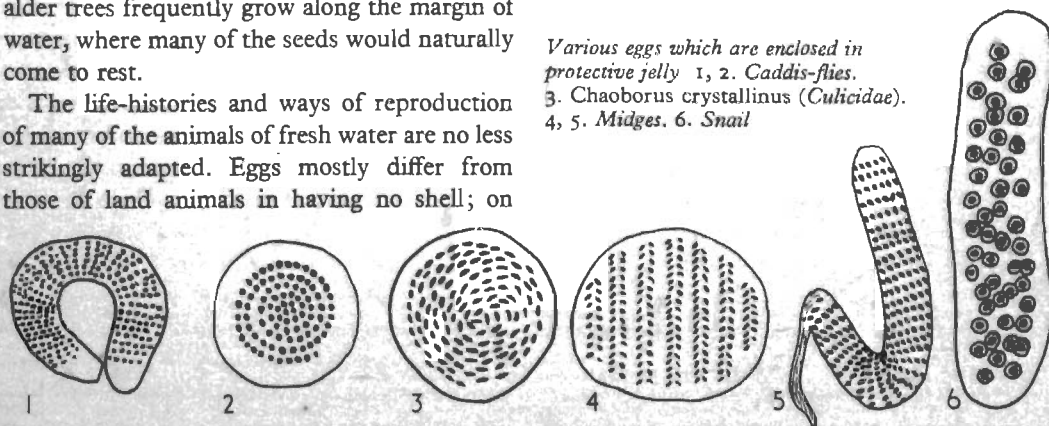 alder trees frequently grow along the margin of
water, where many of the seeds would naturally
come to rest.
The life-histories and ways of reproduction
of many of the animals of fresh water are no less
strikingly adapted. Eggs mostly differ from
those of land animals in having no shell; on
Various eggs which are enclosed in
protective jelly 1, 2. Caddis-flies.
3. Chaoborus crystallinus (Culicidae).
4, 5. Midges. 6. Snail
1 2 3 4 5 6